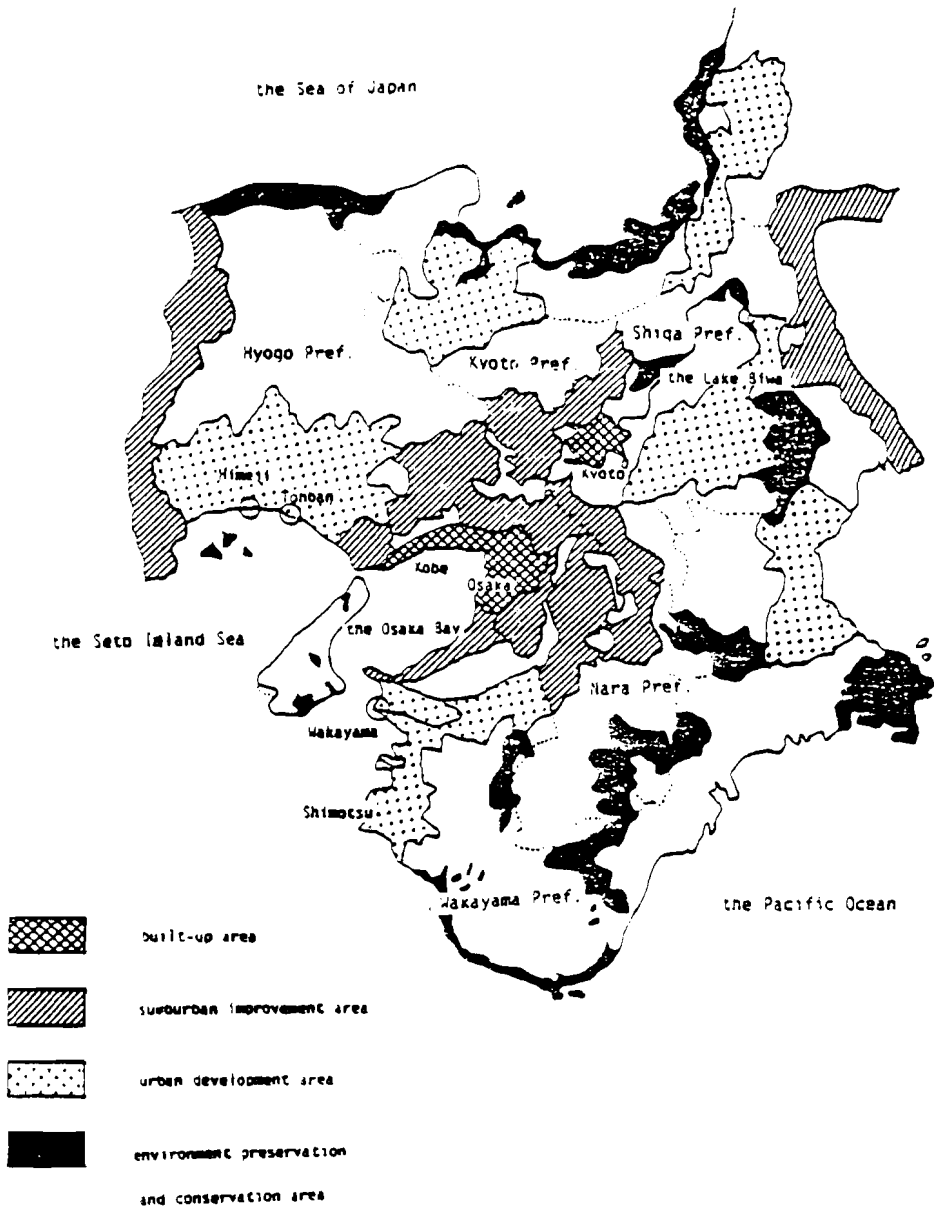 the Sea of Japan
Hyogo Pref.
Kyoto Pref.
Shiga Pref.
the Lake Biwa
Himeji
Tonban
Kyoto
Kobe
Osaka
the Seto Inland Sea
the Osaka Bay
Nara Pref.
Wakayama
Shimotsu
Wakayama Pref.
the Pacific Ocean
built-up area
suburban improvement area
urban development area
environment preservation
and conservation area